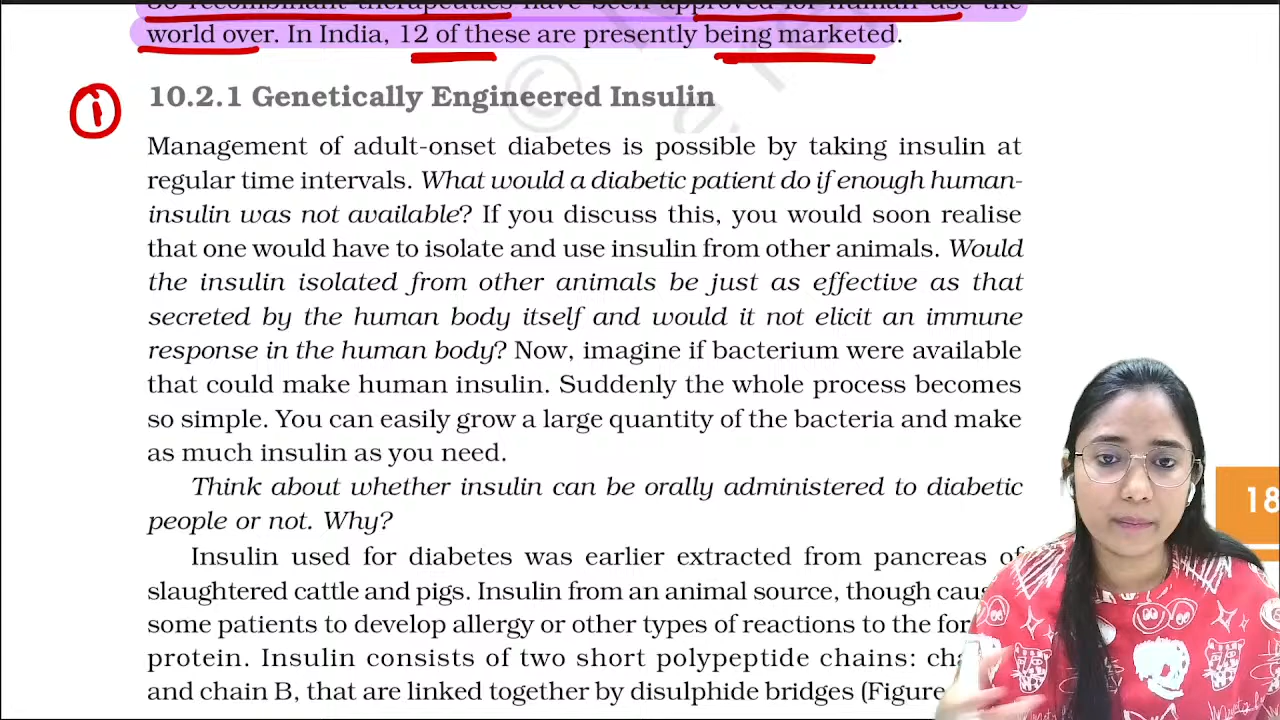 30 recombinant therapeutics have been approved for human use the
world over. In India, 12 of these are presently being marketed.
i
10.2.1 Genetically Engineered Insulin
Management of adult-onset diabetes is possible by taking insulin at
regular time intervals. What would a diabetic patient do if enough human-
insulin was not available? If you discuss this, you would soon realise
that one would have to isolate and use insulin from other animals. Would
the insulin isolated from other animals be just as effective as that
secreted by the human body itself and would it not elicit an immune
response in the human body? Now, imagine if bacterium were available
that could make human insulin. Suddenly the whole process becomes
so simple. You can easily grow a large quantity of the bacteria and make
as much insulin as you need.
Think about whether insulin can be orally administered to diabetic
people or not. Why?
Insulin used for diabetes was earlier extracted from pancreas of
slaughtered cattle and pigs. Insulin from an animal source, though
some patients to develop allergy or other types of reactions to the
protein. Insulin consists of two short polypeptide chains:
and chain B, that are linked together by disulphide bridges (Figure
18